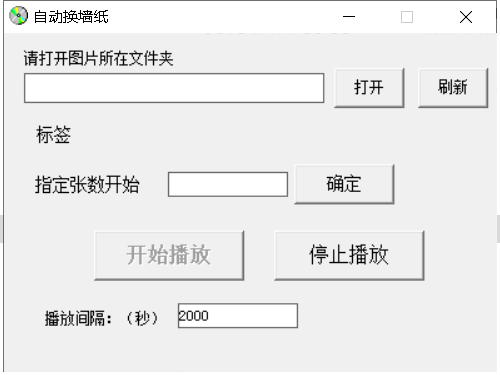 自动换墙纸
请打开图片所在文件夹
打开 刷新
标签
指定张数开始 确定
开始播放 停止播放
播放间隔：（秒） 2000